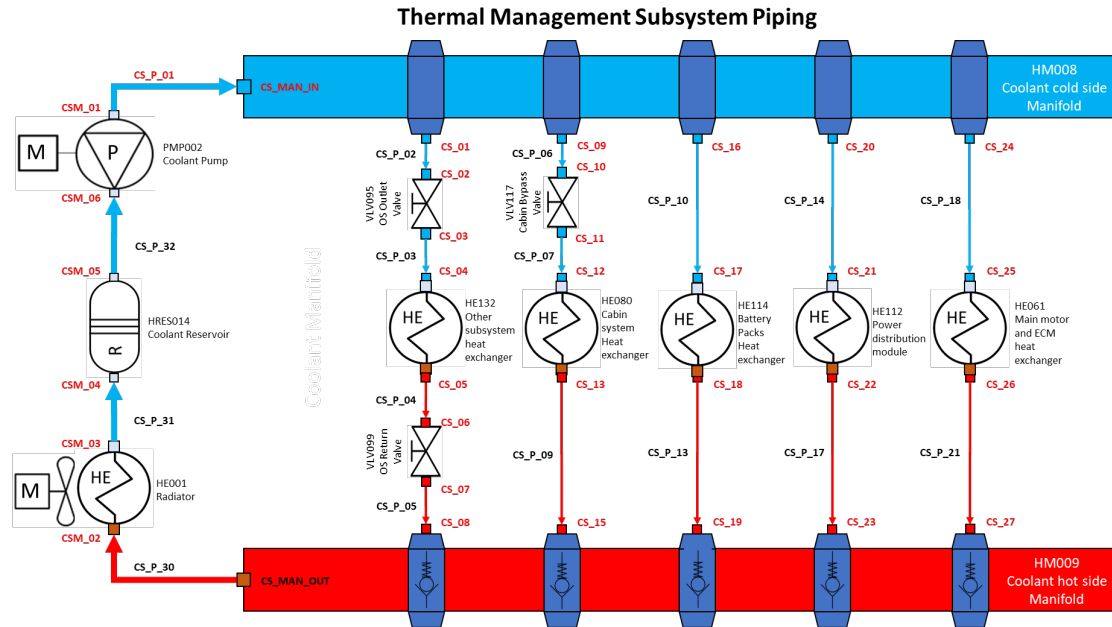 Thermal Management Subsystem Piping
CS_P_01
CS_MAN_IN
HM008
Coolant cold side
Manifold
CSM_01
M
P
PMP002
Coolant Pump
CSM_06
CS_P_32
CSM_05
HRES014
Coolant Reservoir
R
CSM_04
CS_P_31
CSM_03
M
HE
HE001
Radiator
CSM_02
CS_P_30
CS_MAN_OUT
Coolant Manifold
CS_P_02
CS_01
CS_02
VLV095
OS Outlet
Valve
CS_03
CS_P_03
CS_04
HE
HE132
Other
subsystem
heat
exchanger
CS_05
CS_P_04
CS_06
VLV099
OS Return
Valve
CS_07
CS_P_05
CS_08
CS_P_06
CS_09
CS_10
VLV117
Cabin Bypass
Valve
CS_11
CS_P_07
CS_12
HE
HE080
Cabin
system
Heat
exchanger
CS_13
CS_P_09
CS_15
CS_16
CS_P_10
CS_17
HE
HE114
Battery
Packs
Heat
exchanger
CS_18
CS_P_13
CS_19
CS_20
CS_P_14
CS_21
HE
HE112
Power
distribution
module
CS_22
CS_P_17
CS_23
CS_24
CS_P_18
CS_25
HE
HE061
Main motor
and ECM
heat
exchanger
CS_26
CS_P_21
CS_27
HM009
Coolant hot side
Manifold